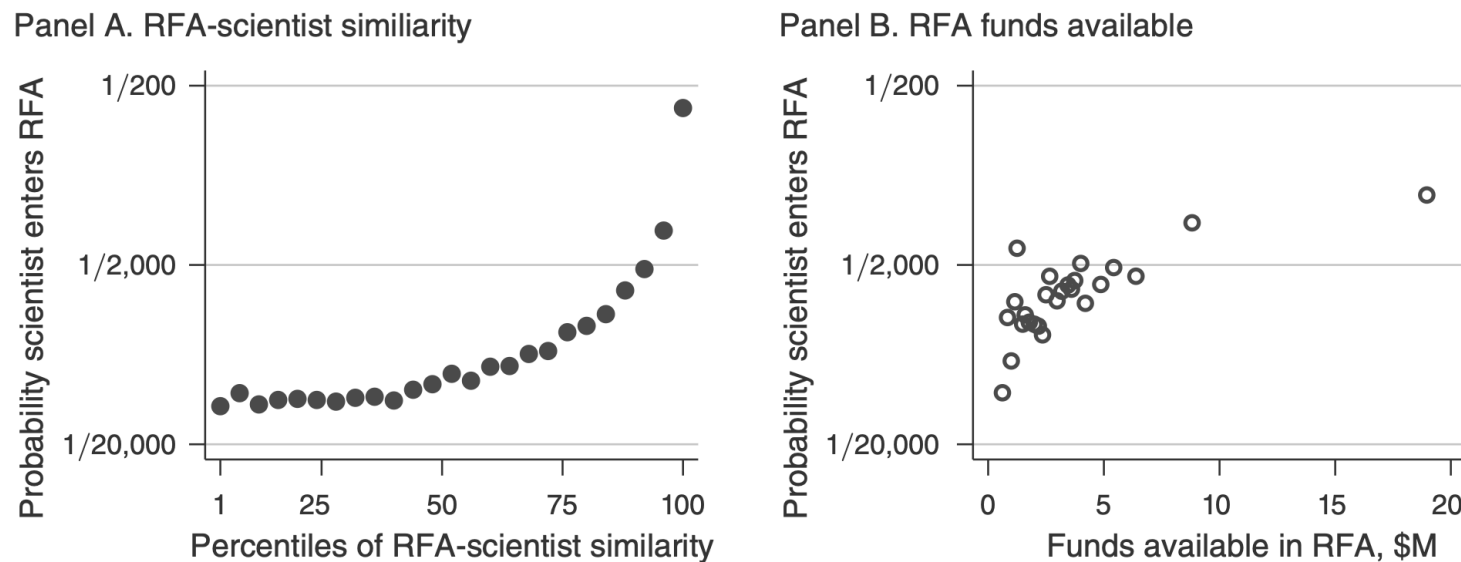 Panel A. RFA-scientist similiarity
Probability scientist enters RFA
1/200
1/2,000
1/20,000
1 25 50 75 100
Percentiles of RFA-scientist similarity
Panel B. RFA funds available
Probability scientist enters RFA
1/200
1/2,000
1/20,000
0 5 10 15 20
Funds available in RFA, $M